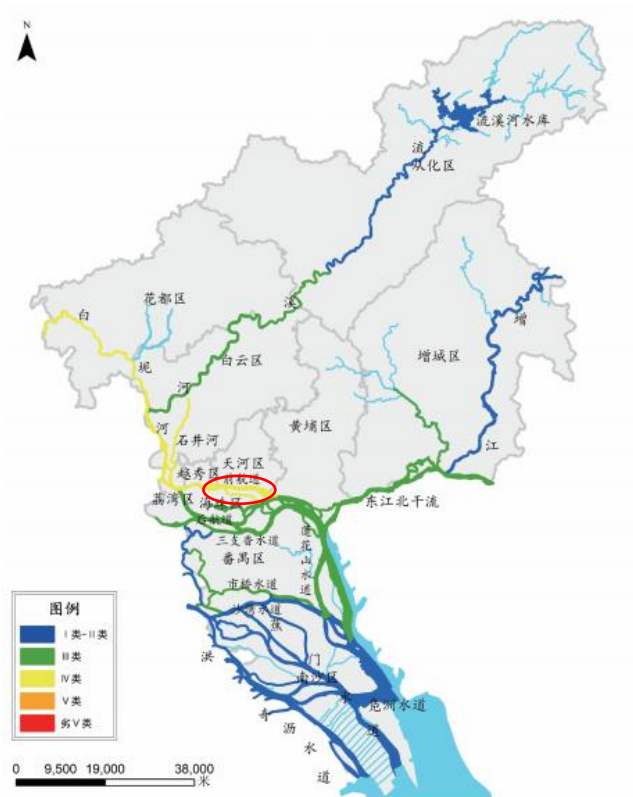 N
流溪河水库
流
从化区
溪
花都区
白
坭
河
白云区
河
石井河
增
增城区
江
黄埔区
天河区
前航道
越秀区
荔湾区
海珠区
后航道
东江北干流
三支香水道
莲花山水道
番禺区
市桥水道
沙湾水道
蕉
门
水
道
南沙区
洪
奇
沥
水
道
虎门水道
图例
Ⅰ类-Ⅱ类
Ⅲ类
Ⅳ类
Ⅴ类
劣Ⅴ类
0 9,500 19,000 38,000
米